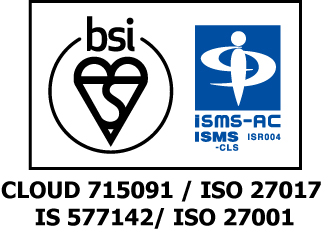 bsi
ISMS-AC
ISMS ISR004
-CLS
CLOUD 715091 / ISO 27017
IS 577142/ ISO 27001